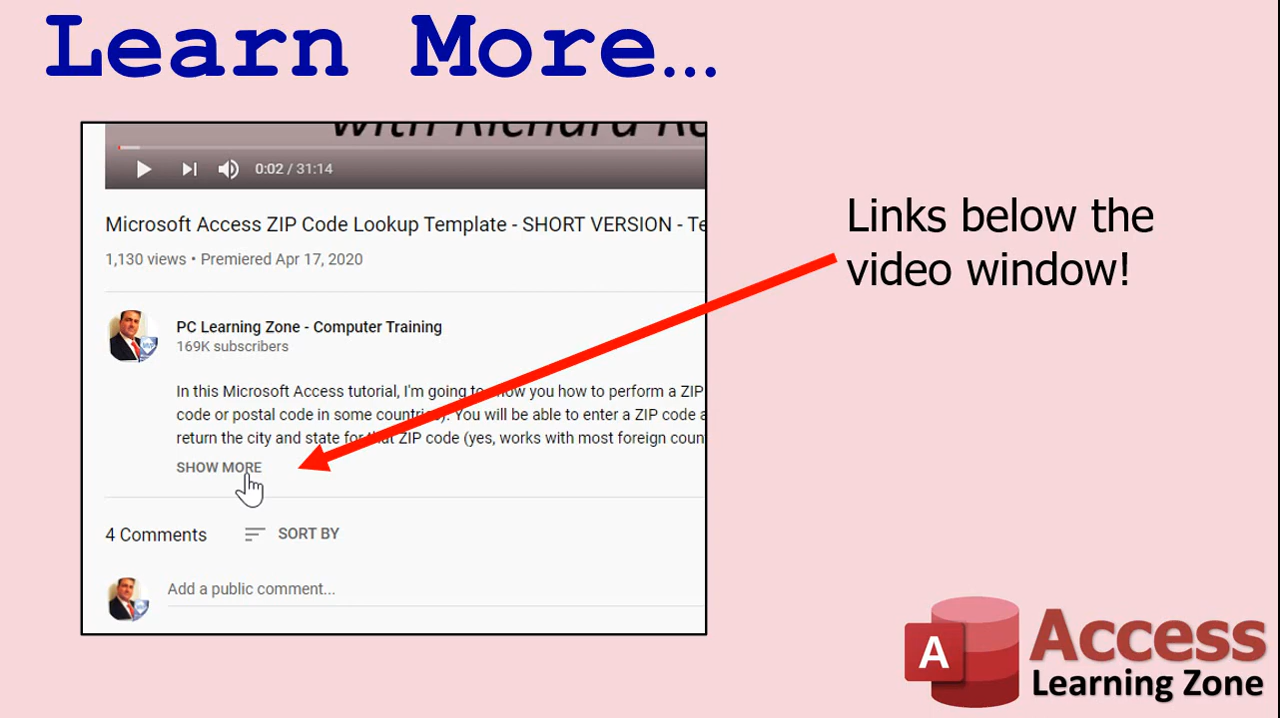 Learn More...
with Richard
0:02 / 31:14
Microsoft Access ZIP Code Lookup Template - SHORT VERSION - Te
1,130 views • Premiered Apr 17, 2020
PC Learning Zone - Computer Training
169K subscribers
In this Microsoft Access tutorial, I'm going to show you how to perform a ZIP
code or postal code in some countries). You will be able to enter a ZIP code a
return the city and state for that ZIP code (yes, works with most foreign coun
SHOW MORE
4 Comments
SORT BY
Add a public comment...
Links below the
video window!
A
Access
Learning Zone